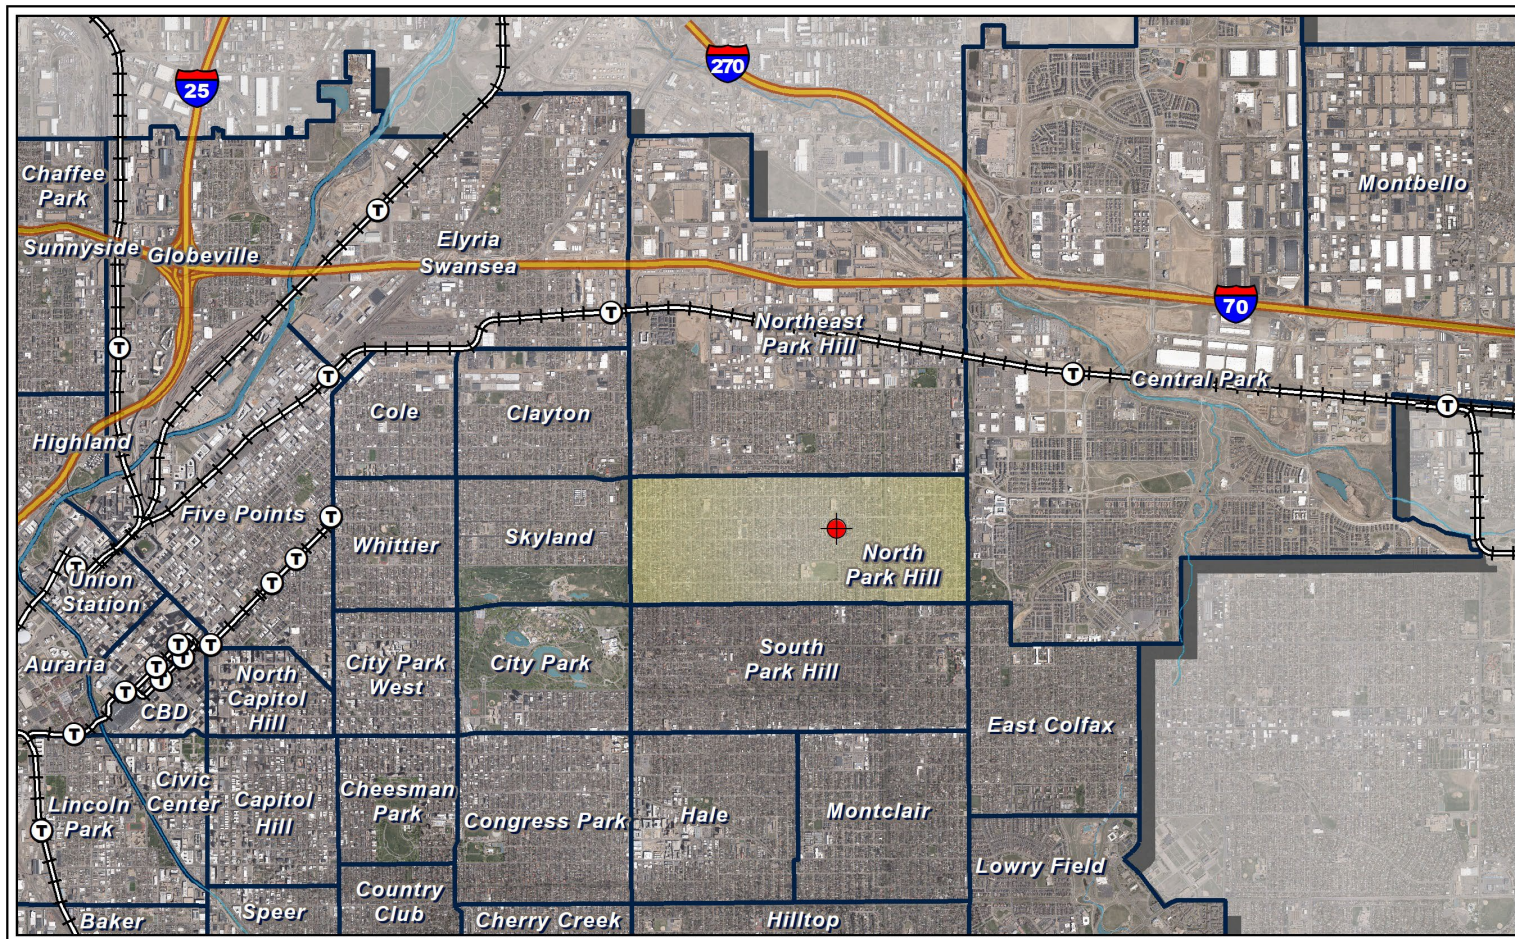 25
270
Chaffee
Park
Montbello
Sunnyside
Globeville
Elyria
Swansea
70
T
T
T
Northeast
Park Hill
T
T
Central Park
T
Cole
Clayton
Highland
Five Points
T
Whittier
Skyland
North
Park Hill
T
T
T
Union
Station
Auraria
T
T
T
T
T
T
T
CBD
North
Capitol
Hill
City Park
West
City Park
South
Park Hill
East Colfax
T
Civic
Center
Lincoln
Park
T
Capitol
Hill
Cheesman
Park
Congress Park
Hale
Montclair
Lowry Field
Baker
Speer
Country
Club
Cherry Creek
Hilltop